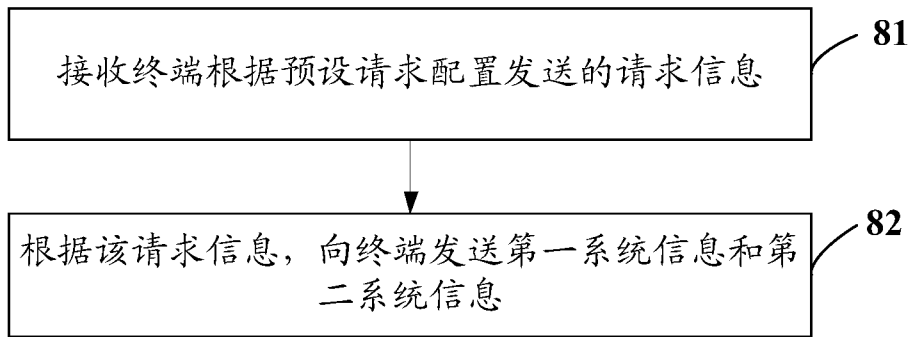 接收终端根据预设请求配置发送的请求信息
81
根据该请求信息，向终端发送第一系统信息和第
二系统信息
82